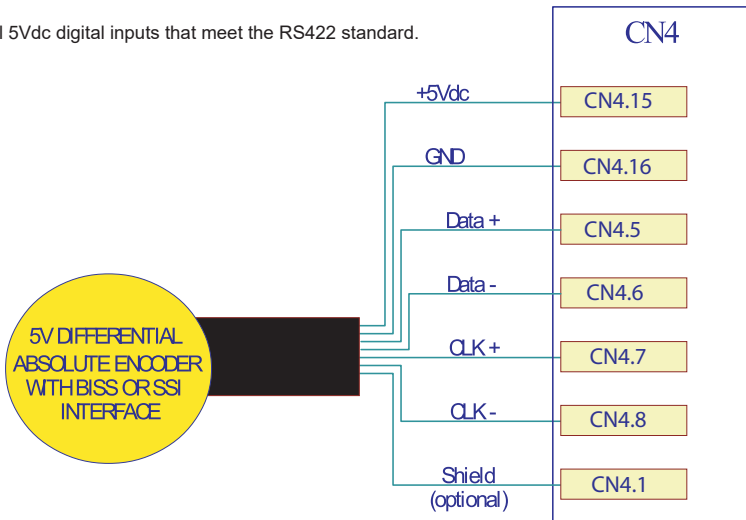 5Vdc digital inputs that meet the RS422 standard.
CN4
+5Vdc
CN4.15
GND
CN4.16
Data +
CN4.5
Data -
CN4.6
5V DIFFERENTIAL
ABSOLUTE ENCODER
WITH BISS OR SSI
INTERFACE
CLK +
CN4.7
CLK -
CN4.8
Shield
(optional)
CN4.1